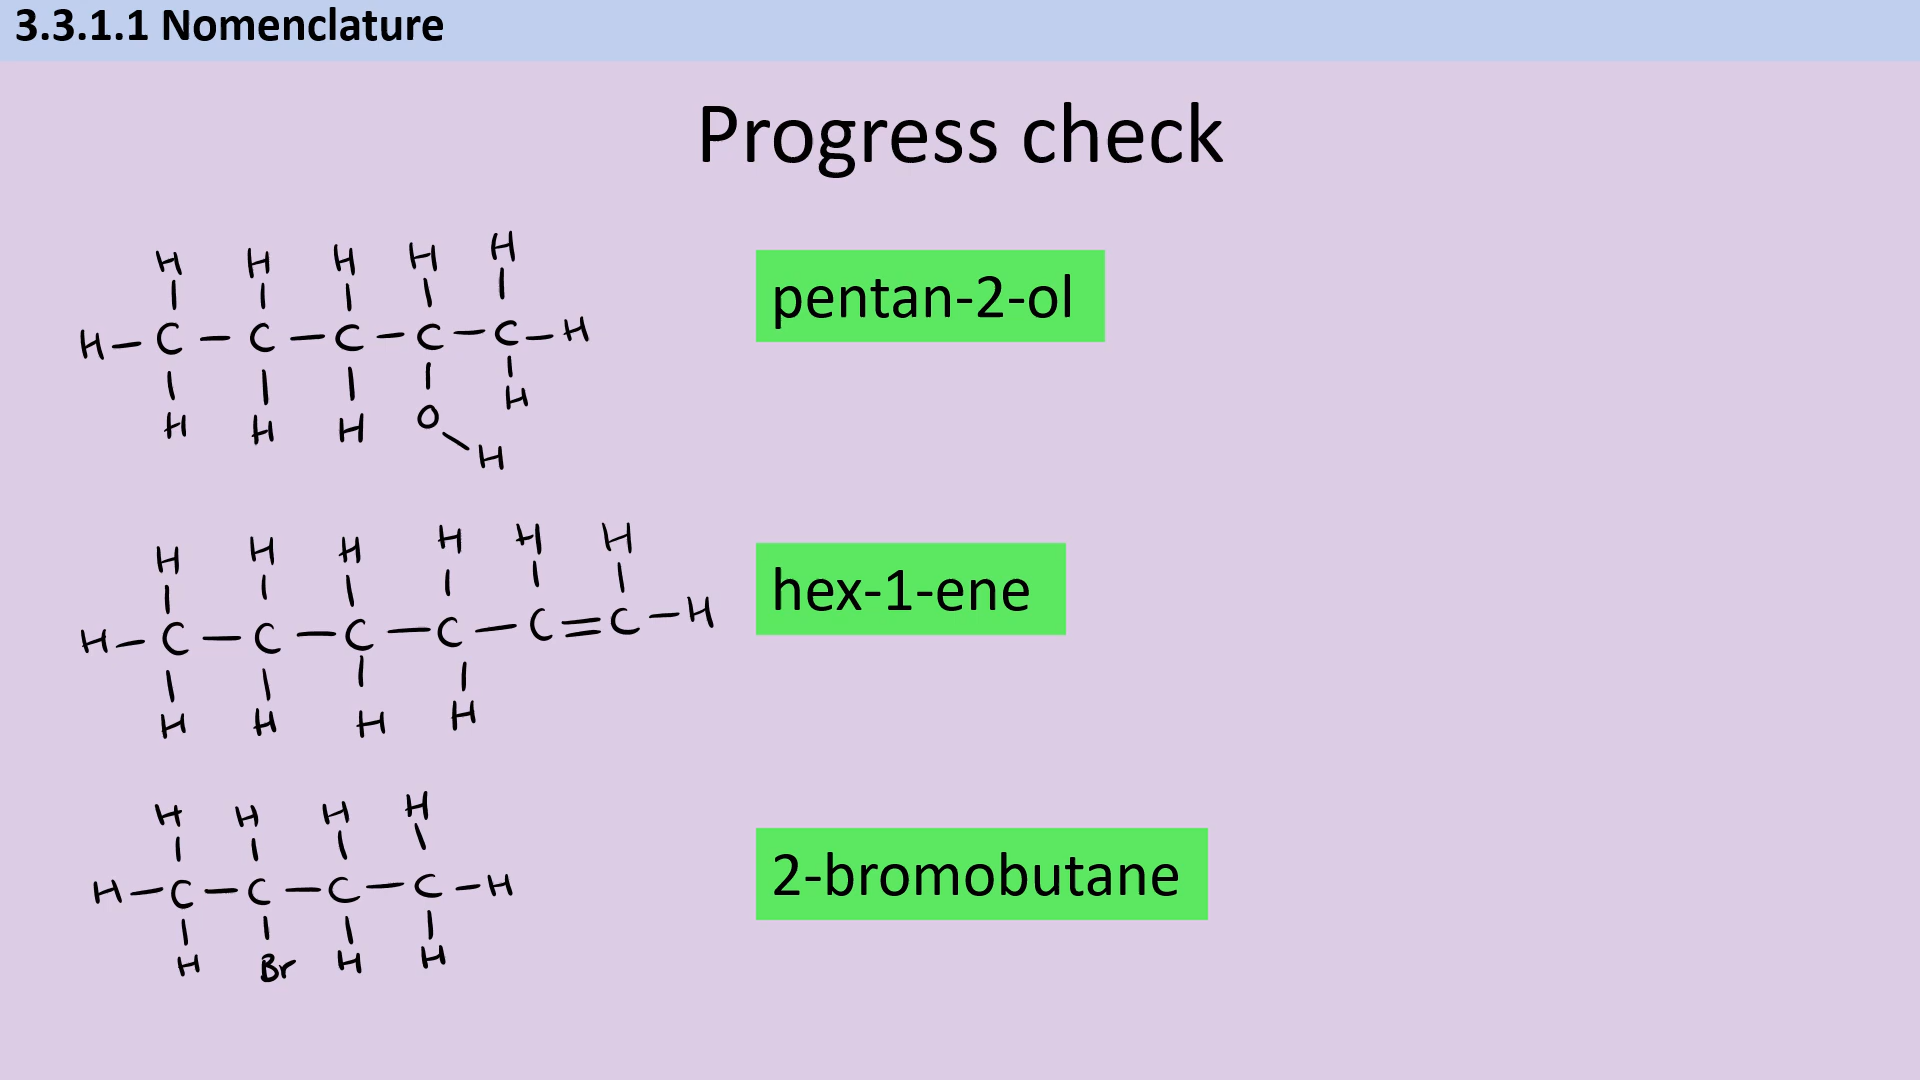 3.3.1.1 Nomenclature
Progress check
H H H H H
H – C – C – C – C – C – H
H H H O H
H
pentan-2-ol
H H H H H H
H – C – C – C – C – C = C – H
H H H H
hex-1-ene
H H H H
H – C – C – C – C – H
H Br H H
2-bromobutane